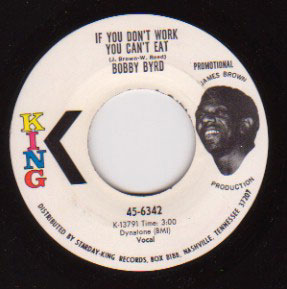 IF YOU DON'T WORK
YOU CAN'T EAT
(J. Brown-W. Reed)
BOBBY BYRD
PROMOTIONAL
JAMES BROWN
PRODUCTION
KING
45-6342
K-13791 Time: 3:00
Dynatone (BMI)
Vocal
DISTRIBUTED BY STARDAY-KING RECORDS, BOX 8188, NASHVILLE, TENNESSEE 37207